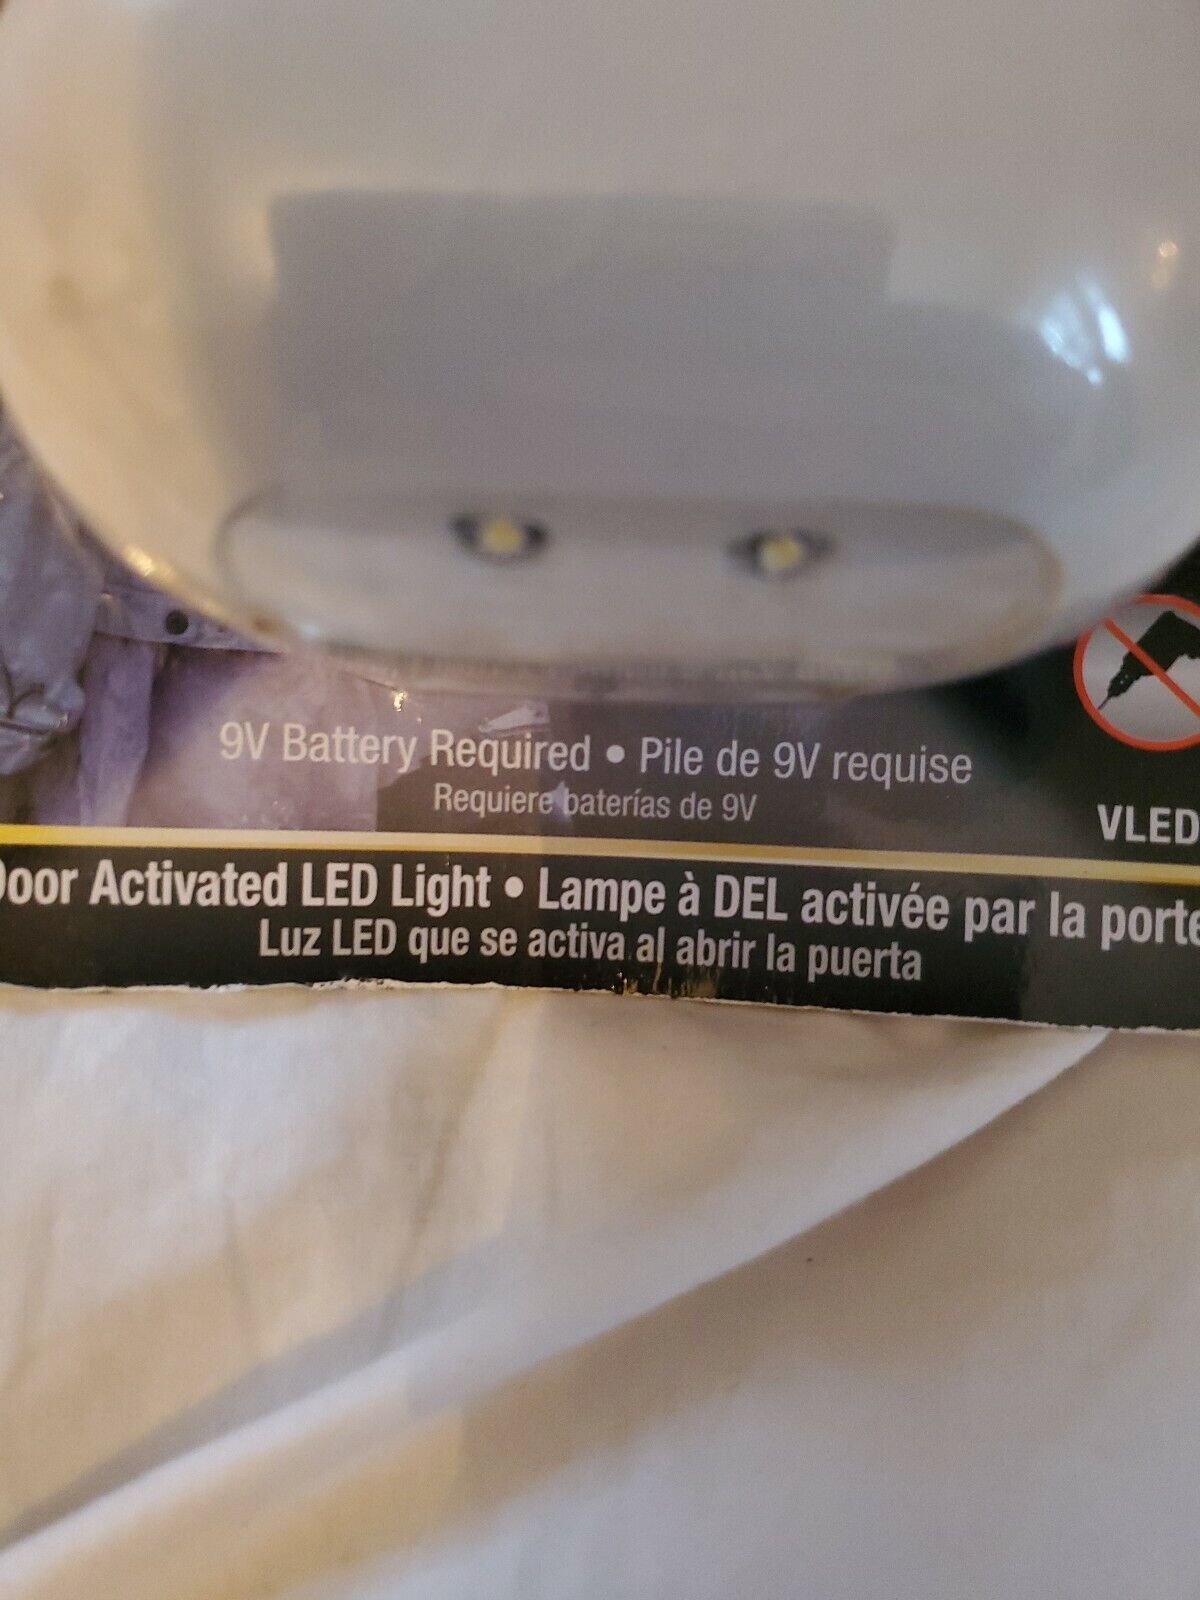 9V Battery Required • Pile de 9V requise
Requiere baterías de 9V
VLED
Door Activated LED Light • Lampe à DEL activée par la porte
Luz LED que se activa al abrir la puerta